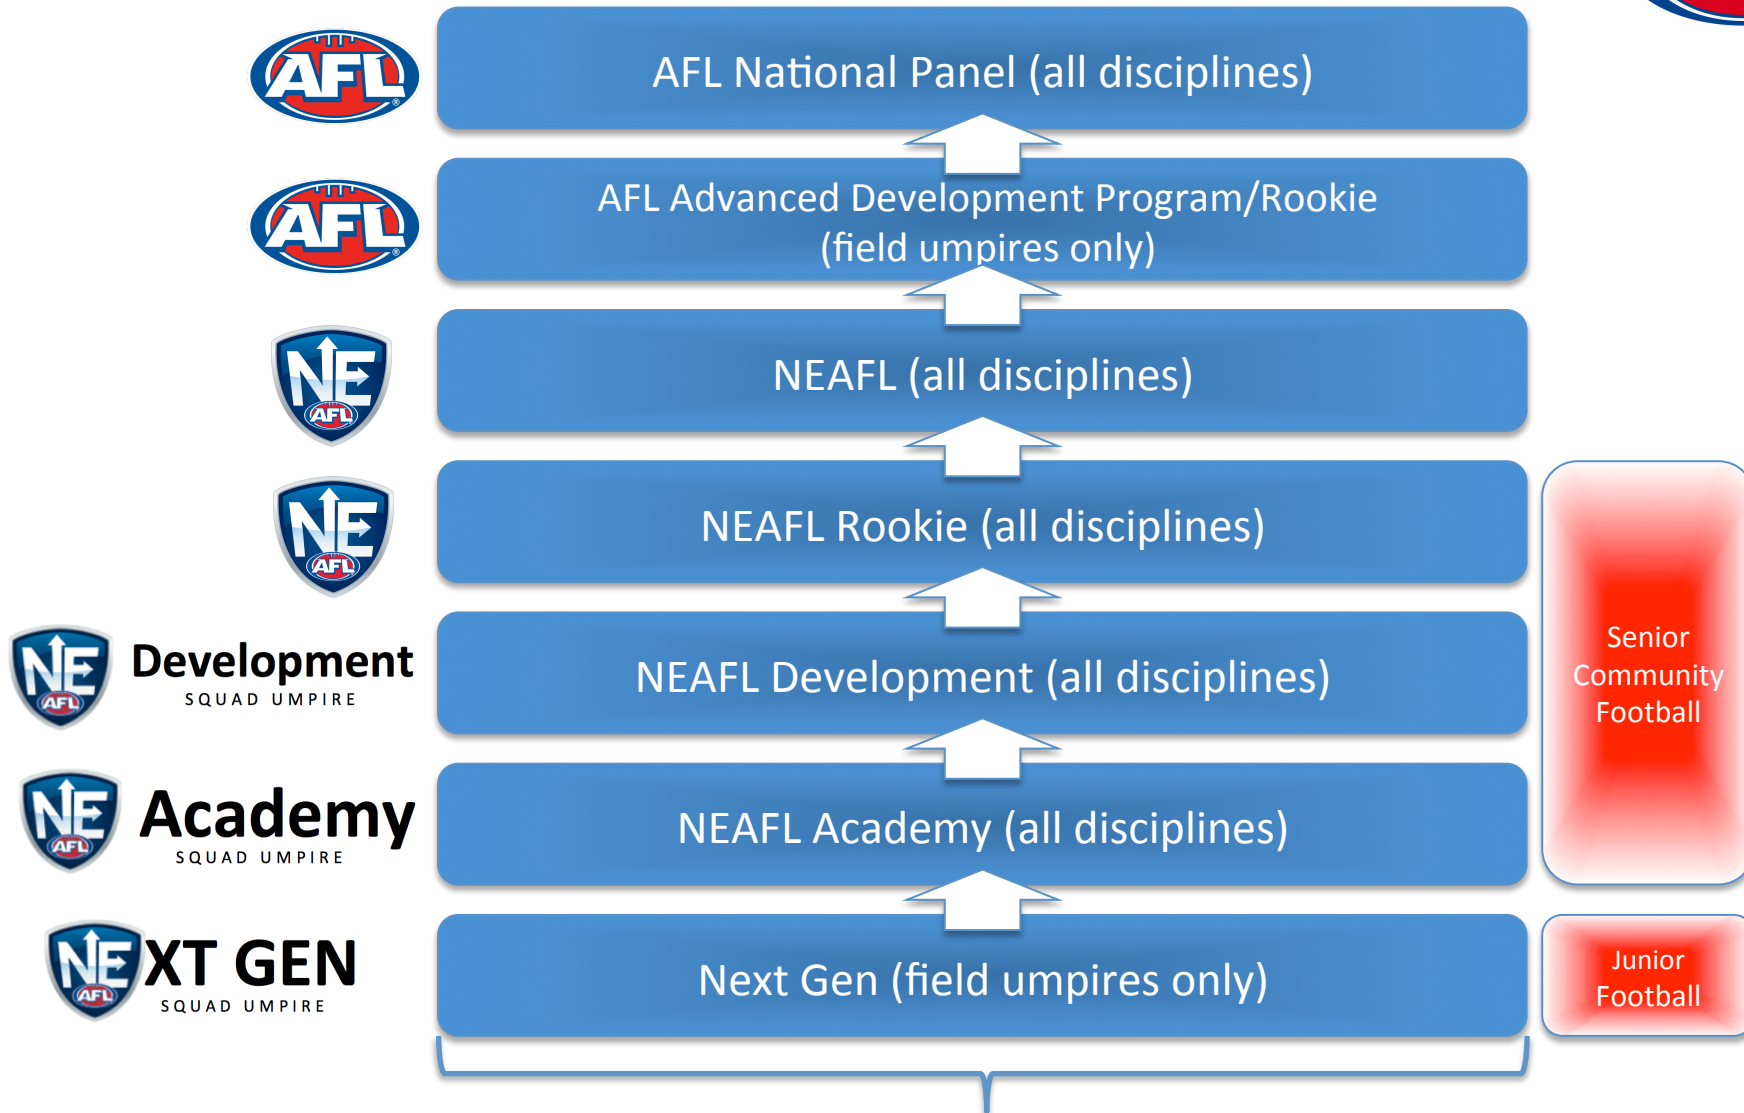 AFL
AFL National Panel (all disciplines)
AFL
AFL Advanced Development Program/Rookie
(field umpires only)
NE
AFL
NEAFL (all disciplines)
NE
AFL
NEAFL Rookie (all disciplines)
NE
AFL
Development
SQUAD UMPIRE
NEAFL Development (all disciplines)
Senior
Community
Football
NE
AFL
Academy
SQUAD UMPIRE
NEAFL Academy (all disciplines)
NEXT GEN
AFL
SQUAD UMPIRE
Next Gen (field umpires only)
Junior
Football